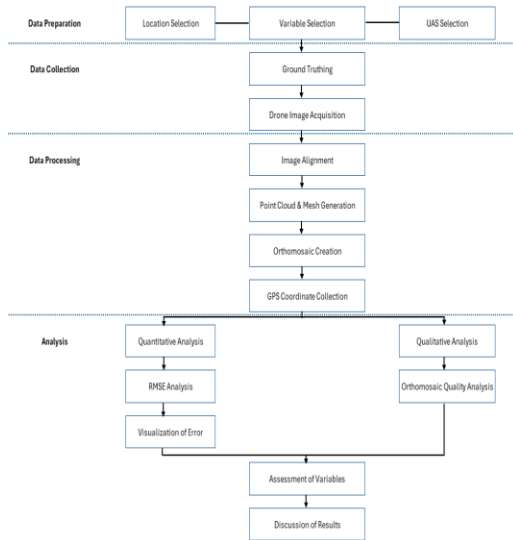 Data Preparation
Location Selection
Variable Selection
UAS Selection
Data Collection
Ground Truthing
Drone Image Acquisition
Data Processing
Image Alignment
Point Cloud & Mesh Generation
Orthomosaic Creation
GPS Coordinate Collection
Analysis
Quantitative Analysis
Qualitative Analysis
RMSE Analysis
Orthomosaic Quality Analysis
Visualization of Error
Assessment of Variables
Discussion of Results